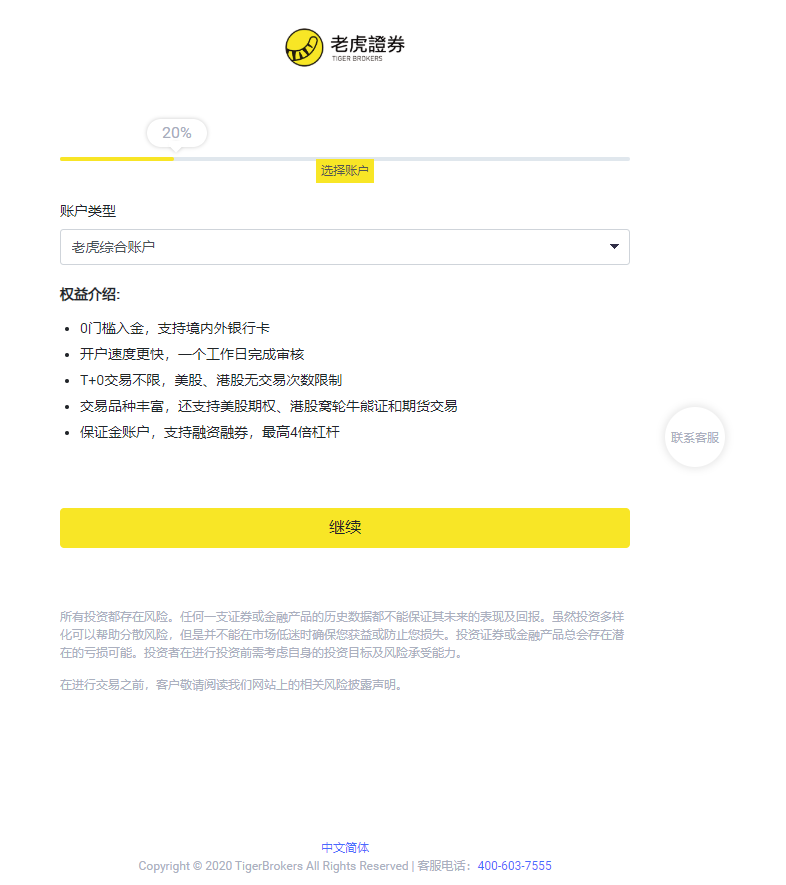 老虎證券
TIGER BROKERS
20%
选择账户
账户类型
老虎综合账户
权益介绍:
0门槛入金，支持境内外银行卡
开户速度更快，一个工作日完成审核
T+0交易不限，美股、港股无交易次数限制
交易品种丰富，还支持美股期权、港股窝轮牛熊证和期货交易
保证金账户，支持融资融券，最高4倍杠杆
联系客服
继续
所有投资都存在风险。任何一支证券或金融产品的历史数据都不能保证其未来的表现及回报。虽然投资多样
化可以帮助分散风险，但是并不能在市场低迷时确保您获益或防止您损失。投资证券或金融产品总会存在潜
在的亏损可能。投资者在进行投资前需考虑自身的投资目标及风险承受能力。
在进行交易之前，客户敬请阅读我们网站上的相关风险披露声明。
中文简体
Copyright © 2020 TigerBrokers All Rights Reserved | 客服电话：400-603-7555